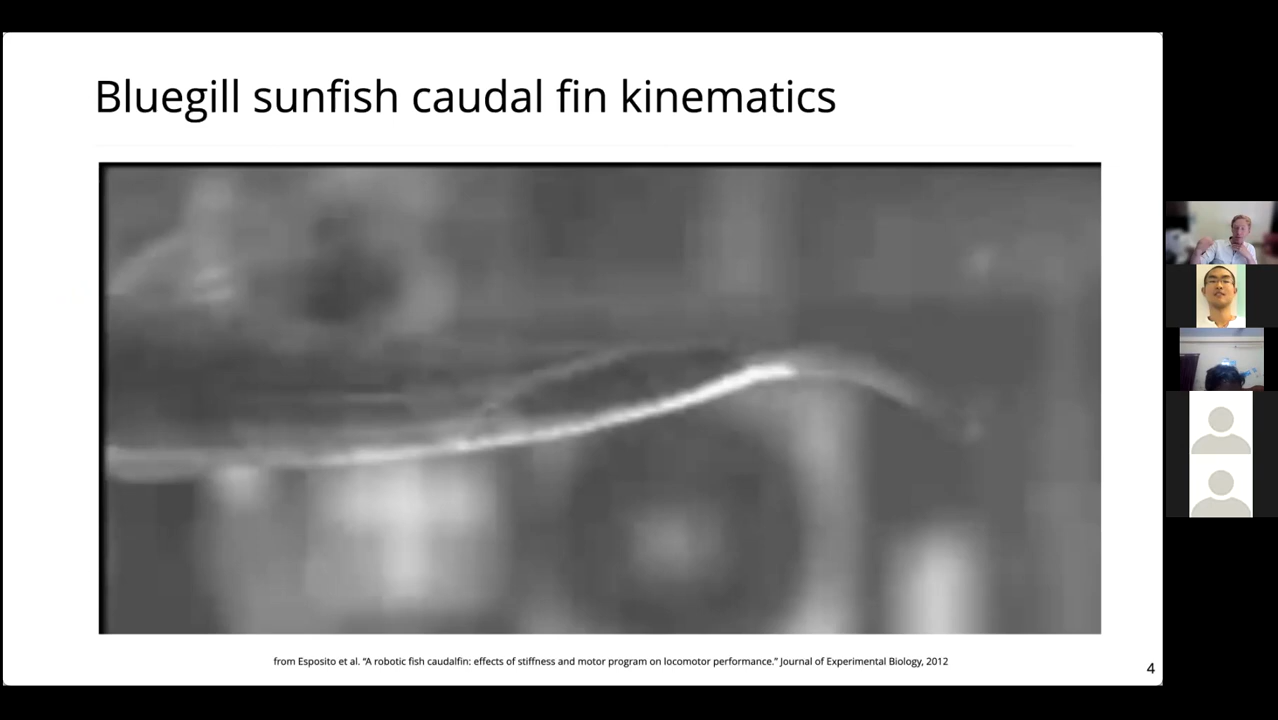 Bluegill sunfish caudal fin kinematics
from Esposito et al. “A robotic fish caudalfin: effects of stiffness and motor program on locomotor performance.” Journal of Experimental Biology, 2012
4